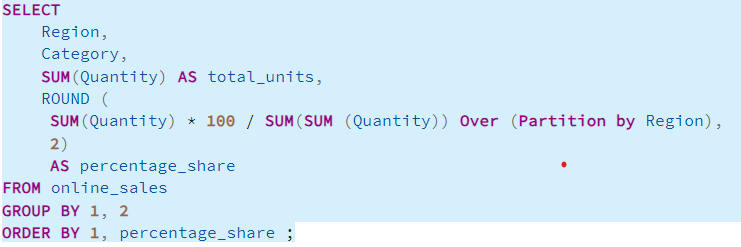 SELECT
Region,
Category,
SUM(Quantity) AS total_units,
ROUND (
SUM(Quantity) * 100 / SUM(SUM (Quantity)) Over (Partition by Region),
2)
AS percentage_share
FROM online_sales
GROUP BY 1, 2
ORDER BY 1, percentage_share ;